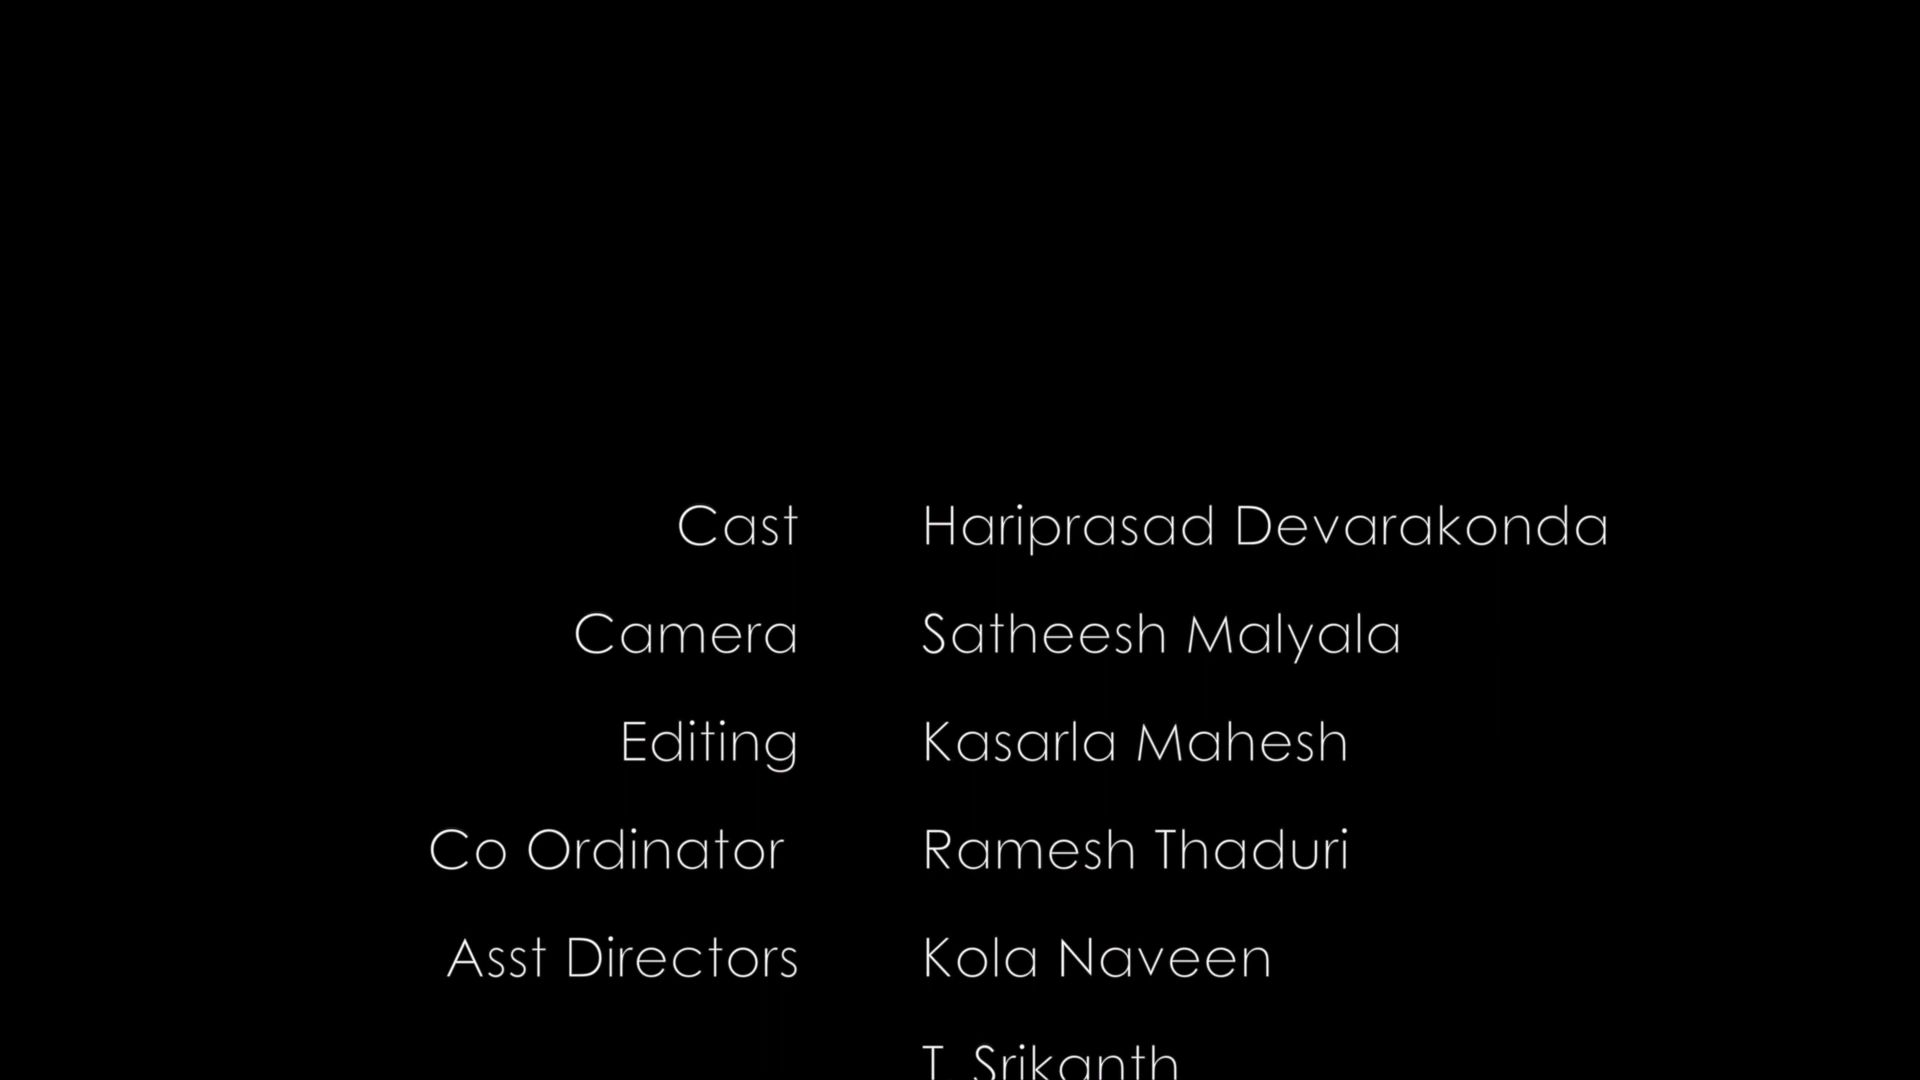 Cast Hariprasad Devarakonda
Camera Satheesh Malyala
Editing Kasarla Mahesh
Co Ordinator Ramesh Thaduri
Asst Directors Kola Naveen
T. Srikanth